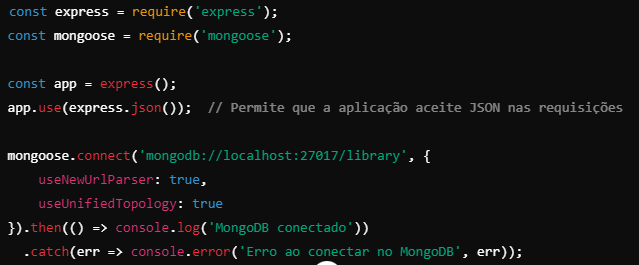 const express = require('express');
const mongoose = require('mongoose');
const app = express();
app.use(express.json());  // Permite que a aplicação aceite JSON nas requisições
mongoose.connect('mongodb://localhost:27017/library', {
    useNewUrlParser: true,
    useUnifiedTopology: true
}).then(() => console.log('MongoDB conectado'))
  .catch(err => console.error('Erro ao conectar no MongoDB', err));